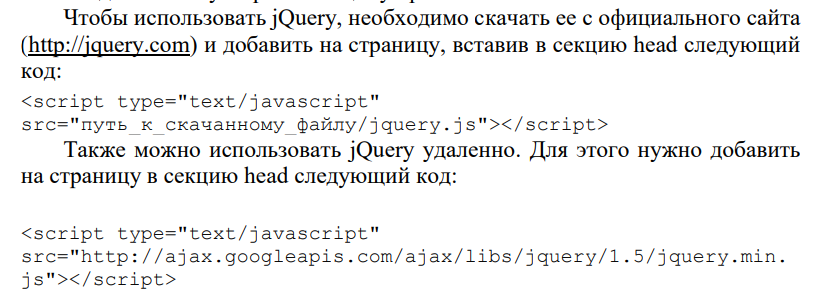 Чтобы использовать jQuery, необходимо скачать ее с официального сайта
(http://jquery.com) и добавить на страницу, вставив в секцию head следующий
код:
<script type="text/javascript"
src="путь_к_скачанному_файлу/jquery.js"></script>
Также можно использовать jQuery удаленно. Для этого нужно добавить
на страницу в секцию head следующий код:
<script type="text/javascript"
src="http://ajax.googleapis.com/ajax/libs/jquery/1.5/jquery.min.
js"></script>